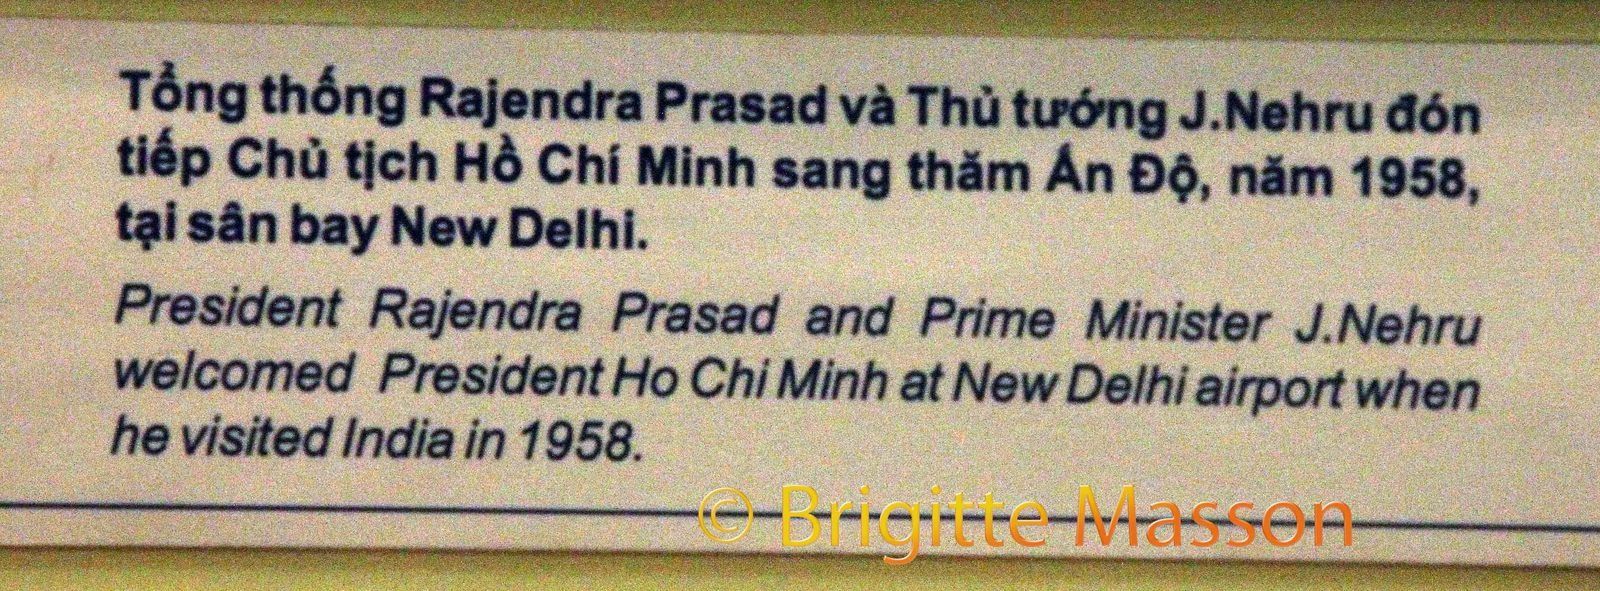 Tổng thống Rajendra Prasad và Thủ tướng J.Nehru đón
tiếp Chủ tịch Hồ Chí Minh sang thăm Ấn Độ, năm 1958,
tại sân bay New Delhi.
President Rajendra Prasad and Prime Minister J.Nehru
welcomed President Ho Chi Minh at New Delhi airport when
he visited India in 1958.
© Brigitte Masson